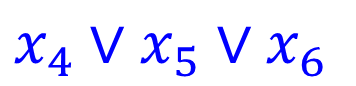 x₄ ∨ x₅ ∨ x₆